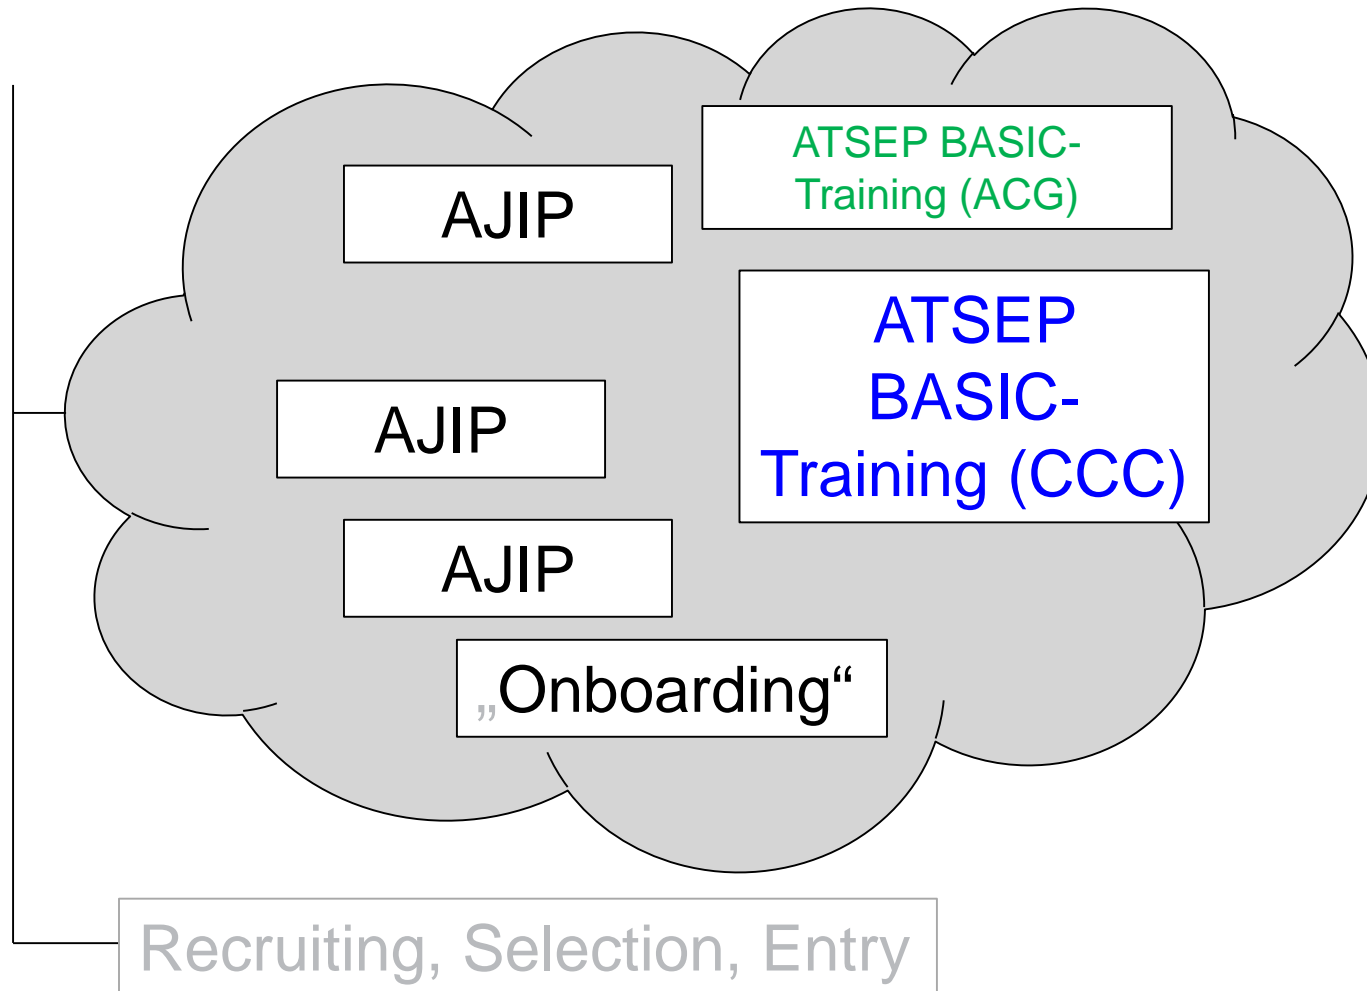 ATSEP BASIC-
Training (ACG)
AJIP
ATSEP
BASIC-
Training (CCC)
AJIP
AJIP
„Onboarding“
Recruiting, Selection, Entry